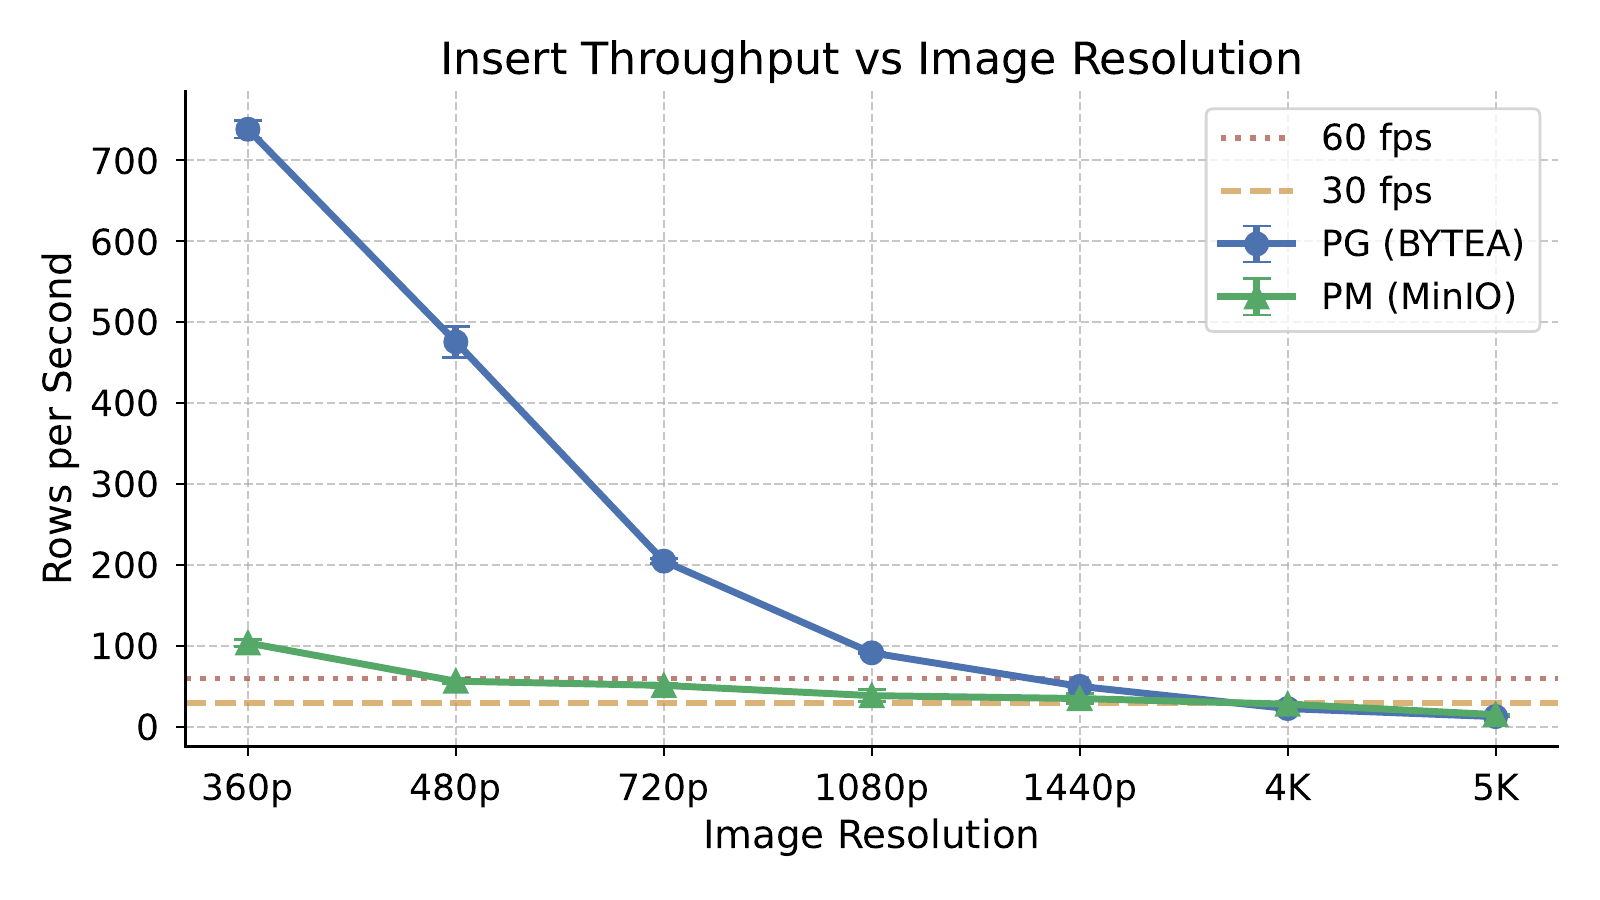 Insert Throughput vs Image Resolution
60 fps
30 fps
PG (BYTEA)
PM (MinIO)
Rows per Second
700
600
500
400
300
200
100
0
360p 480p 720p 1080p 1440p 4K 5K
Image Resolution